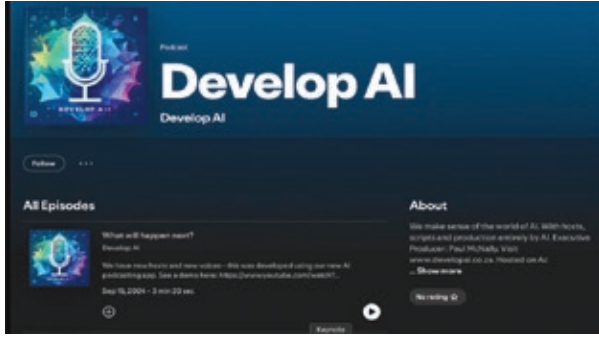 Podcast
Develop AI
Develop AI
DEVELOP AI
Follow
All Episodes
About
What will happen next?
Develop AI
We have new hosts and new voices - this was developed using our new AI
podcasting app. See a demo here: https://www.youtube.com/watch?...
Sep 15, 2024 • 3 min 20 sec
We make sense of the world of AI. With hosts,
scripts and production entirely by AI. Executive
Producer: Paul McNally. Visit
www.developai.co.za. Hosted on Ac
... Show more
No rating
Keynote